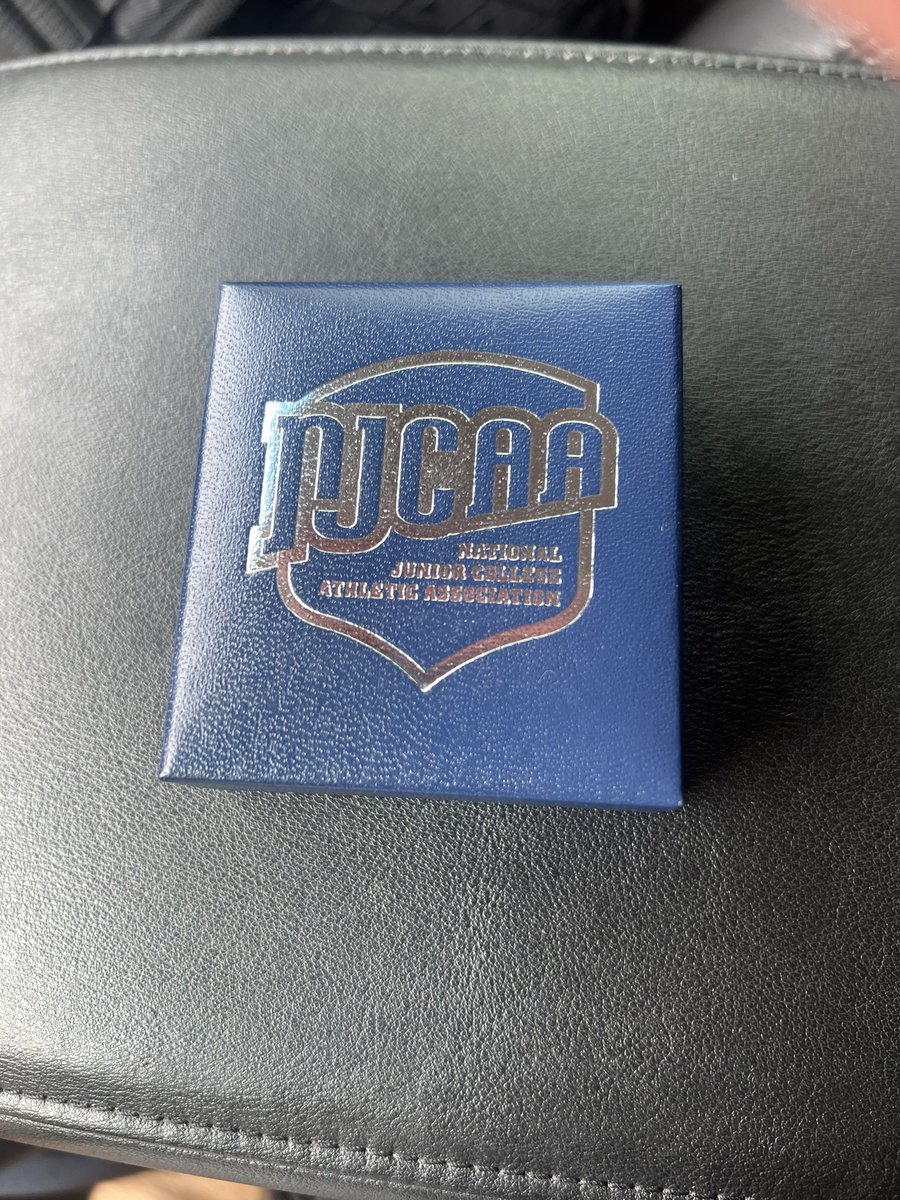 NJCAA
NATIONAL
JUNIOR COLLEGE
ATHLETIC ASSOCIATION